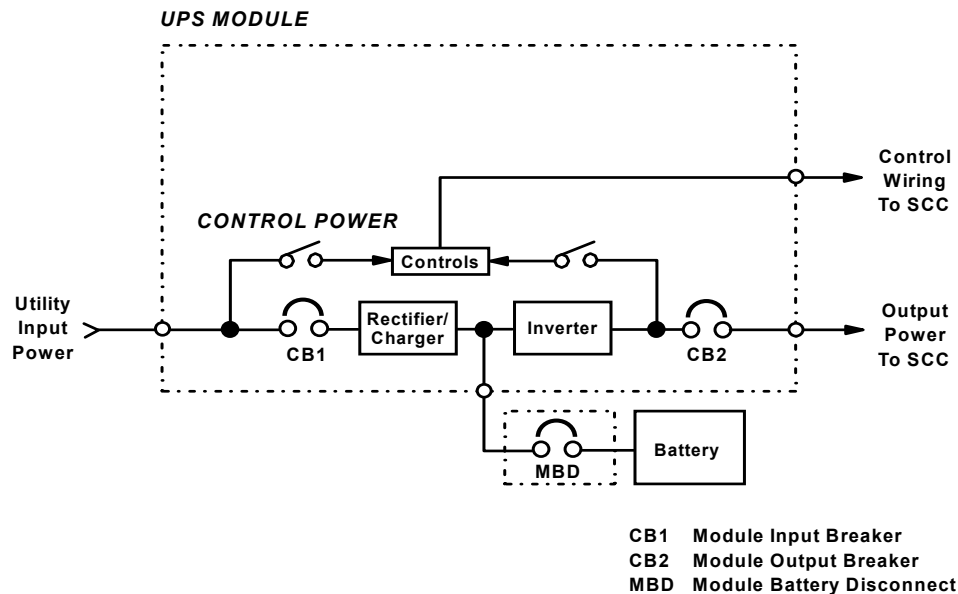 UPS MODULE
Control
Wiring
To SCC
CONTROL POWER
Controls
Utility
Input
Power
CB1
Rectifier/
Charger
Inverter
CB2
Output
Power
To SCC
MBD
Battery
CB1 Module Input Breaker
CB2 Module Output Breaker
MBD Module Battery Disconnect